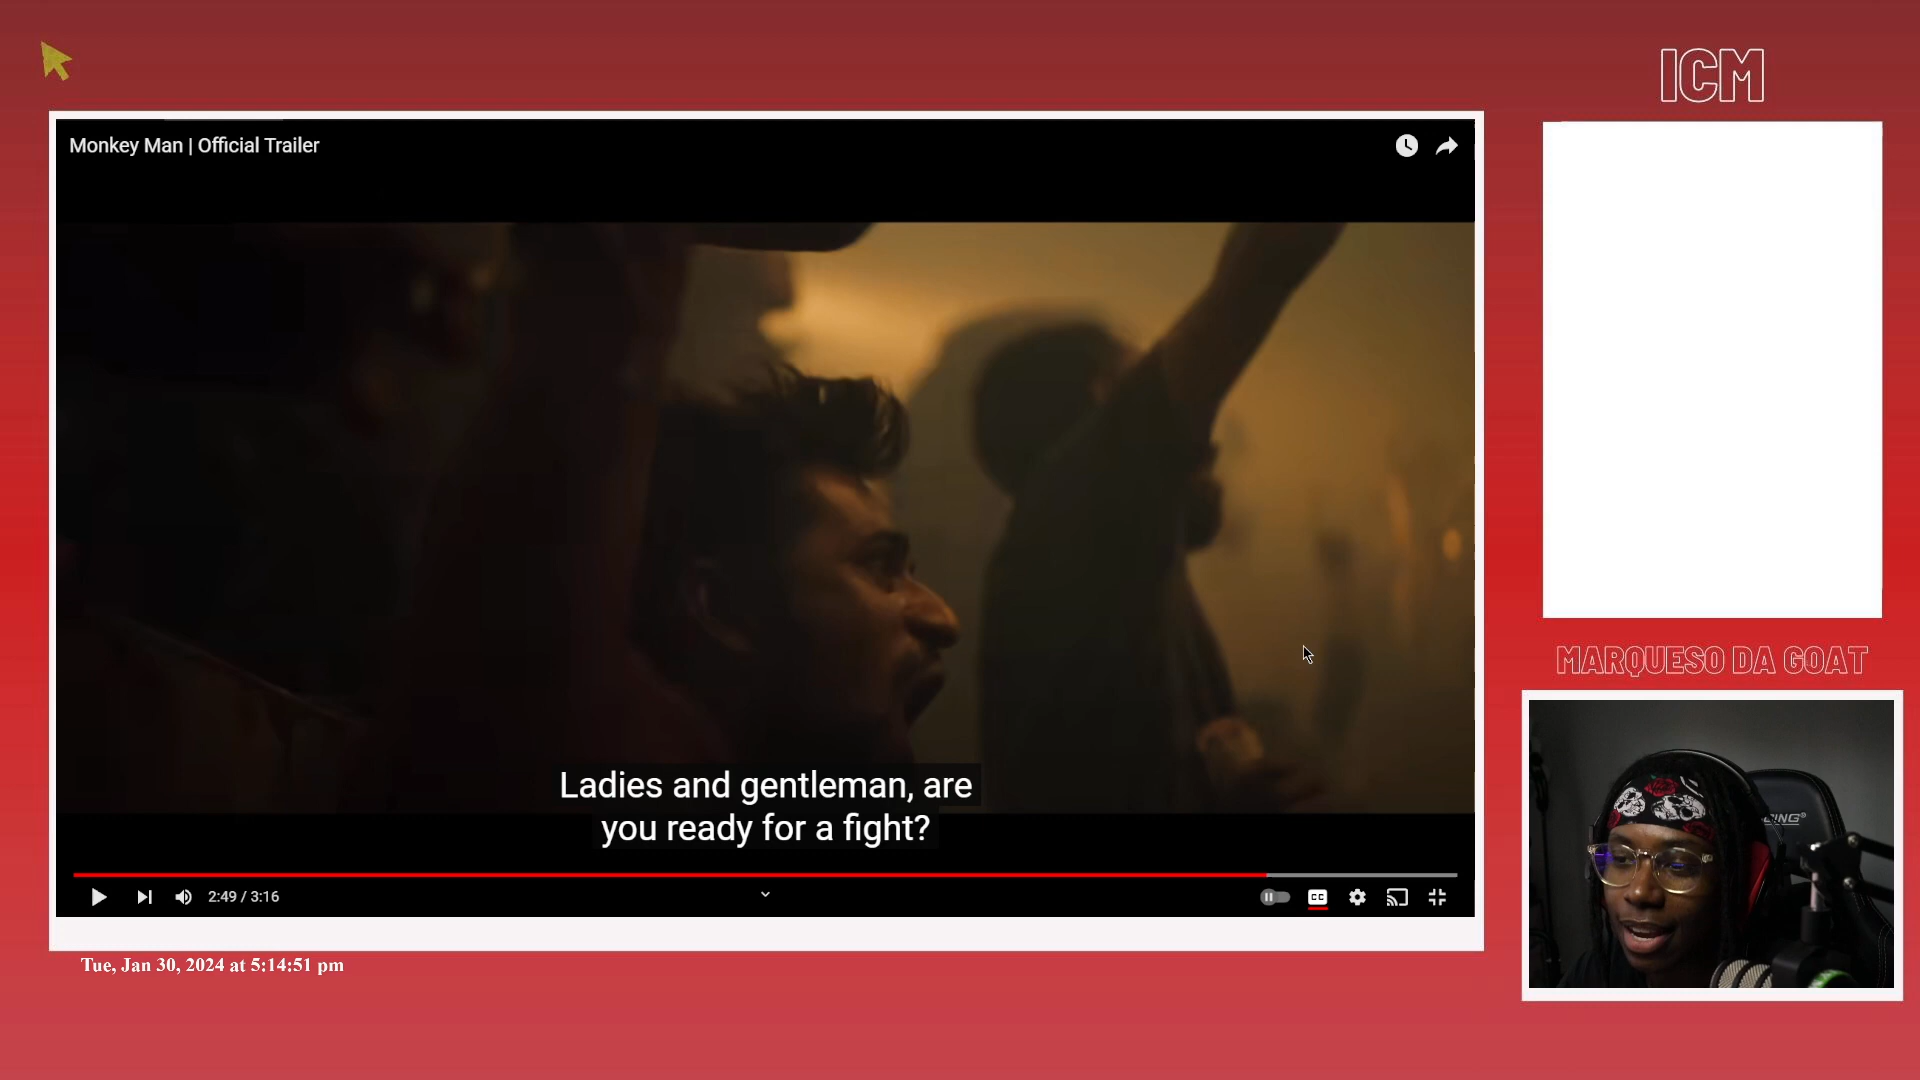 ICM
Monkey Man | Official Trailer
Ladies and gentleman, are
you ready for a fight?
2:49 / 3:16
CC
Tue, Jan 30, 2024 at 5:14:51 pm
MARQUESO DA GOAT